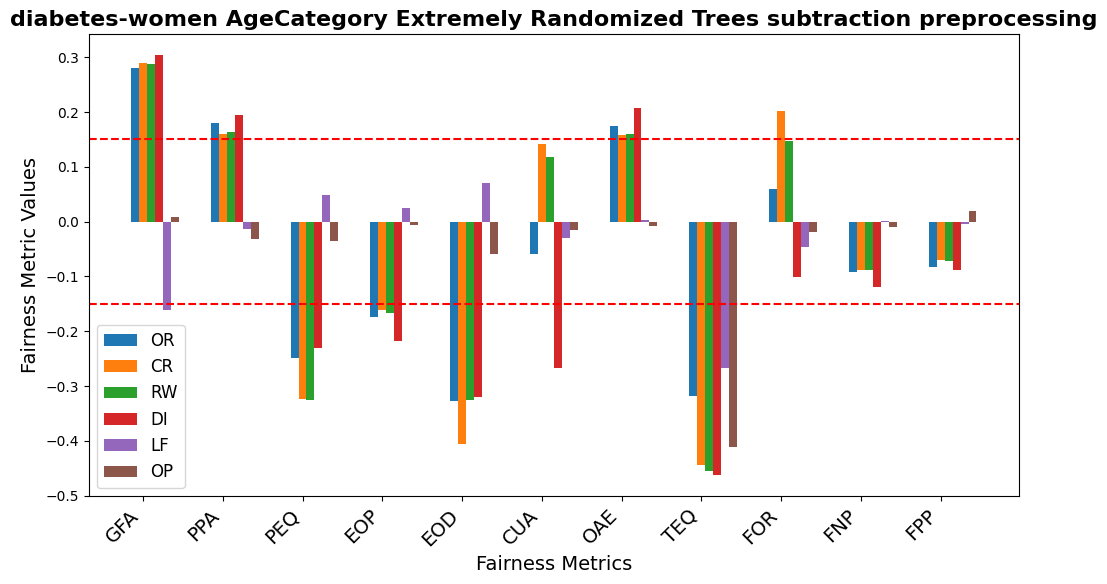 diabetes-women AgeCategory Extremely Randomized Trees subtraction preprocessing
Fairness Metric Values
0.3
0.2
0.1
0.0
−0.1
−0.2
−0.3
−0.4
−0.5
OR
CR
RW
DI
LF
OP
GFA
PPA
PEQ
EOP
EOD
CUA
OAE
TEQ
FOR
FNP
FPP
Fairness Metrics